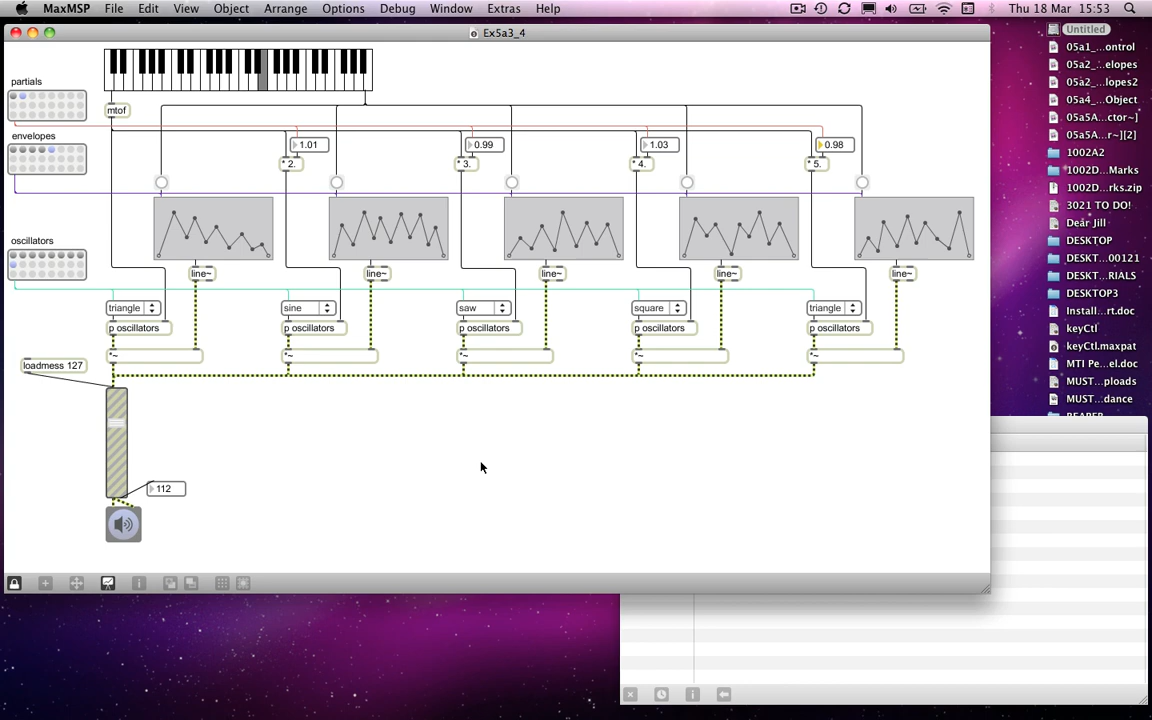 MaxMSP File Edit View Object Arrange Options Debug Window Extras Help Thu 18 Mar 15:53
Ex5a3_4
partials
mtof
envelopes
1.01
0.99
1.03
0.98
* 2.
* 3.
* 4.
* 5.
oscillators
line~
line~
line~
line~
line~
triangle
sine
saw
square
triangle
p oscillators
p oscillators
p oscillators
p oscillators
p oscillators
*~
*~
*~
*~
*~
loadmess 127
112
Untitled
05a1_...ontrol
05a2_...elopes
05a2_...lopes2
05a4_...Object
05a5A...ctor~]
05a5A...r~][2]
1002A2
1002D...Marks
1002D...rks.zip
3021 TO DO!
Dear Jill
DESKTOP
DESKT...00121
DESKT...RIALS
DESKTOP3
Install...rt.doc
keyCtl
keyCtl.maxpat
MTI Pe...el.doc
MUST...ploads
MUST...dance
REAPER